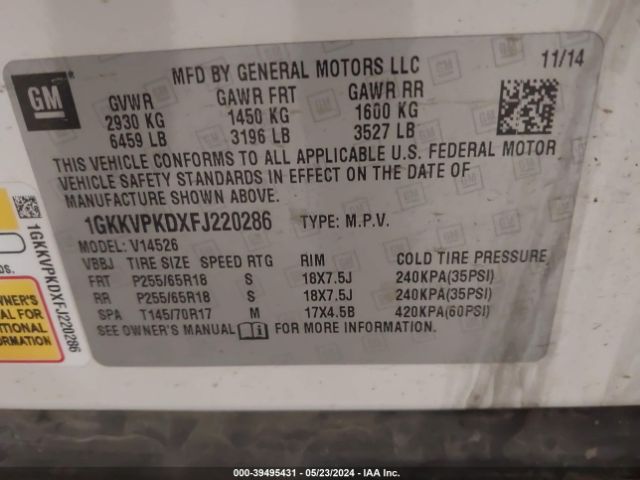 GM
MFD BY GENERAL MOTORS LLC
11/14
GVWR GAWR FRT GAWR RR
2930 KG 1450 KG 1600 KG
6459 LB 3196 LB 3527 LB
THIS VEHICLE CONFORMS TO ALL APPLICABLE U.S. FEDERAL MOTOR
VEHICLE SAFETY STANDARDS IN EFFECT ON THE DATE OF
MANUFACTURE SHOWN ABOVE.
1GKKVPKDXFJ220286 TYPE: M.P.V.
MODEL: V14526
VBBJ TIRE SIZE SPEED RTG RIM COLD TIRE PRESSURE
FRT P255/65R18 S 18X7.5J 240KPA(35PSI)
RR P255/65R18 S 18X7.5J 240KPA(35PSI)
SPA T145/70R17 M 17X4.5B 420KPA(60PSI)
SEE OWNER'S MANUAL i FOR MORE INFORMATION.
1GKKVPKDXFJ220286
DS.
OWNER'S
L FOR
TIONAL
MATION
000-39495431 - 05/23/2024 - IAA Inc.